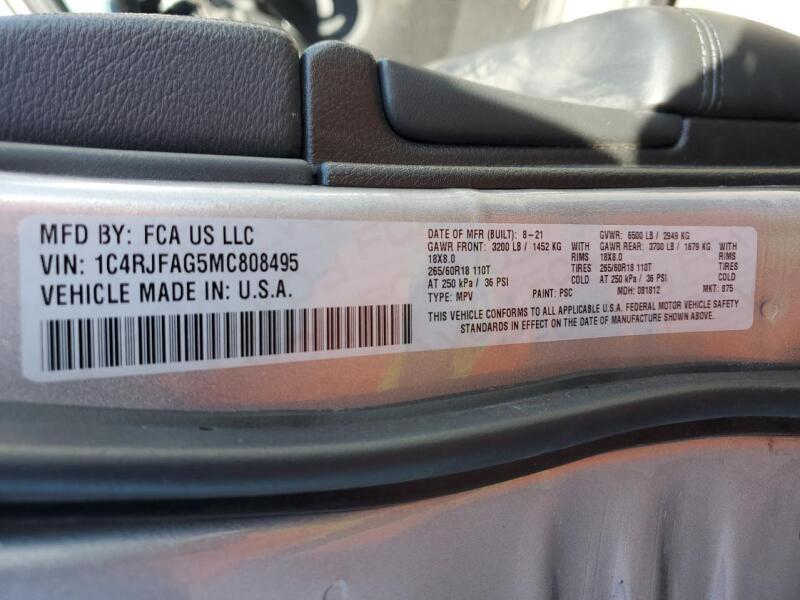 MFD BY: FCA US LLC
VIN: 1C4RJFAG5MC808495
VEHICLE MADE IN: U.S.A.
DATE OF MFR (BUILT): 8-21 GVWR: 6500 LB / 2949 KG
GAWR FRONT: 3200 LB / 1452 KG WITH GAWR REAR: 3700 LB / 1679 KG WITH
18X8.0 RIMS 18X8.0 RIMS
265/60R18 110T TIRES 265/60R18 110T TIRES
AT 250 kPa / 36 PSI COLD AT 250 kPa / 36 PSI COLD
TYPE: MPV PAINT: PSC MDH: 081812 MKT: 875
THIS VEHICLE CONFORMS TO ALL APPLICABLE U.S.A. FEDERAL MOTOR VEHICLE SAFETY
STANDARDS IN EFFECT ON THE DATE OF MANUFACTURE SHOWN ABOVE.